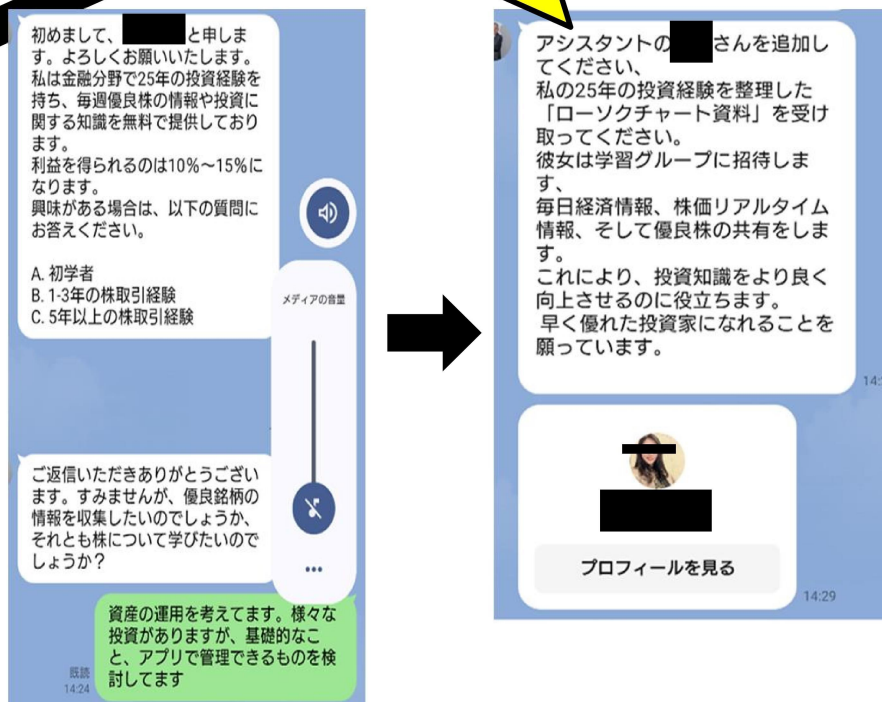 初めまして、
と申しま
す。よろしくお願いいたします。
私は金融分野で25年の投資経験を
持ち、毎週優良株の情報や投資に
関する知識を無料で提供しており
ます。
利益を得られるのは10%～15%に
なります。
興味がある場合は、以下の質問に
お答えください。
A. 初学者
B. 1-3年の株取引経験
C. 5年以上の株取引経験
メディアの音量
ご返信いただきありがとうござい
ます。すみませんが、優良銘柄の
情報を収集したいのでしょうか、
それとも株について学びたいので
しょうか？
資産の運用を考えてます。様々な
投資がありますが、基礎的なこ
と、アプリで管理できるものを検
討してます
既読
14:24
アシスタントの
さんを追加し
てください、
私の25年の投資経験を整理した
「ローソクチャート資料」を受け
取ってください。
彼女は学習グループに招待しま
す、
毎日経済情報、株価リアルタイム
情報、そして優良株の共有をしま
す。
これにより、投資知識をより良く
向上させるのに役立ちます。
早く優れた投資家になれることを
願っています。
プロフィールを見る
14:29